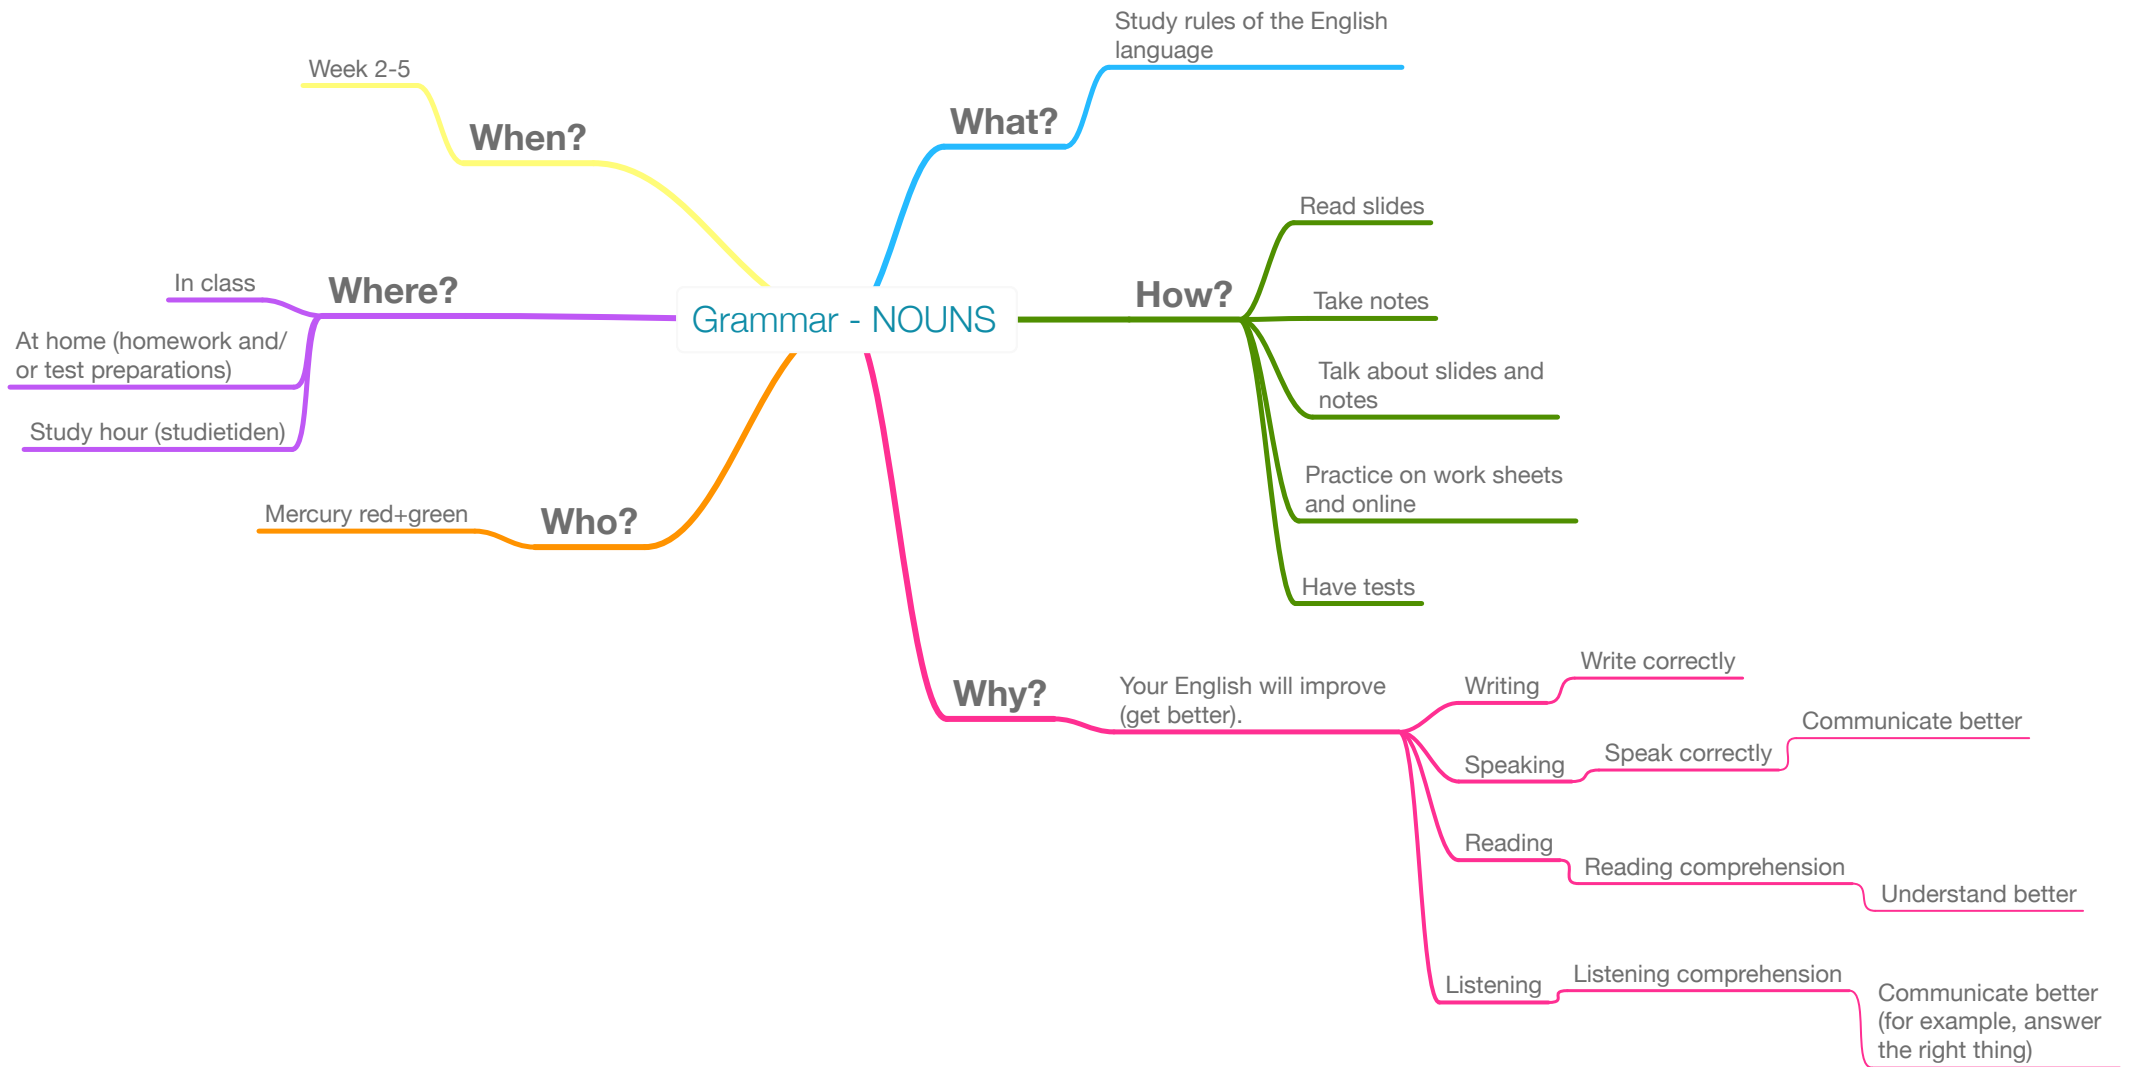 Grammar - NOUNS
What?
Study rules of the English
language
How?
Read slides
Take notes
Talk about slides and
notes
Practice on work sheets
and online
Have tests
Why?
Your English will improve
(get better).
Writing
Write correctly
Speaking
Speak correctly
Communicate better
Reading
Reading comprehension
Understand better
Listening
Listening comprehension
Communicate better
(for example, answer
the right thing)
Who?
Mercury red+green
Where?
In class
At home (homework and/
or test preparations)
Study hour (studietiden)
When?
Week 2-5